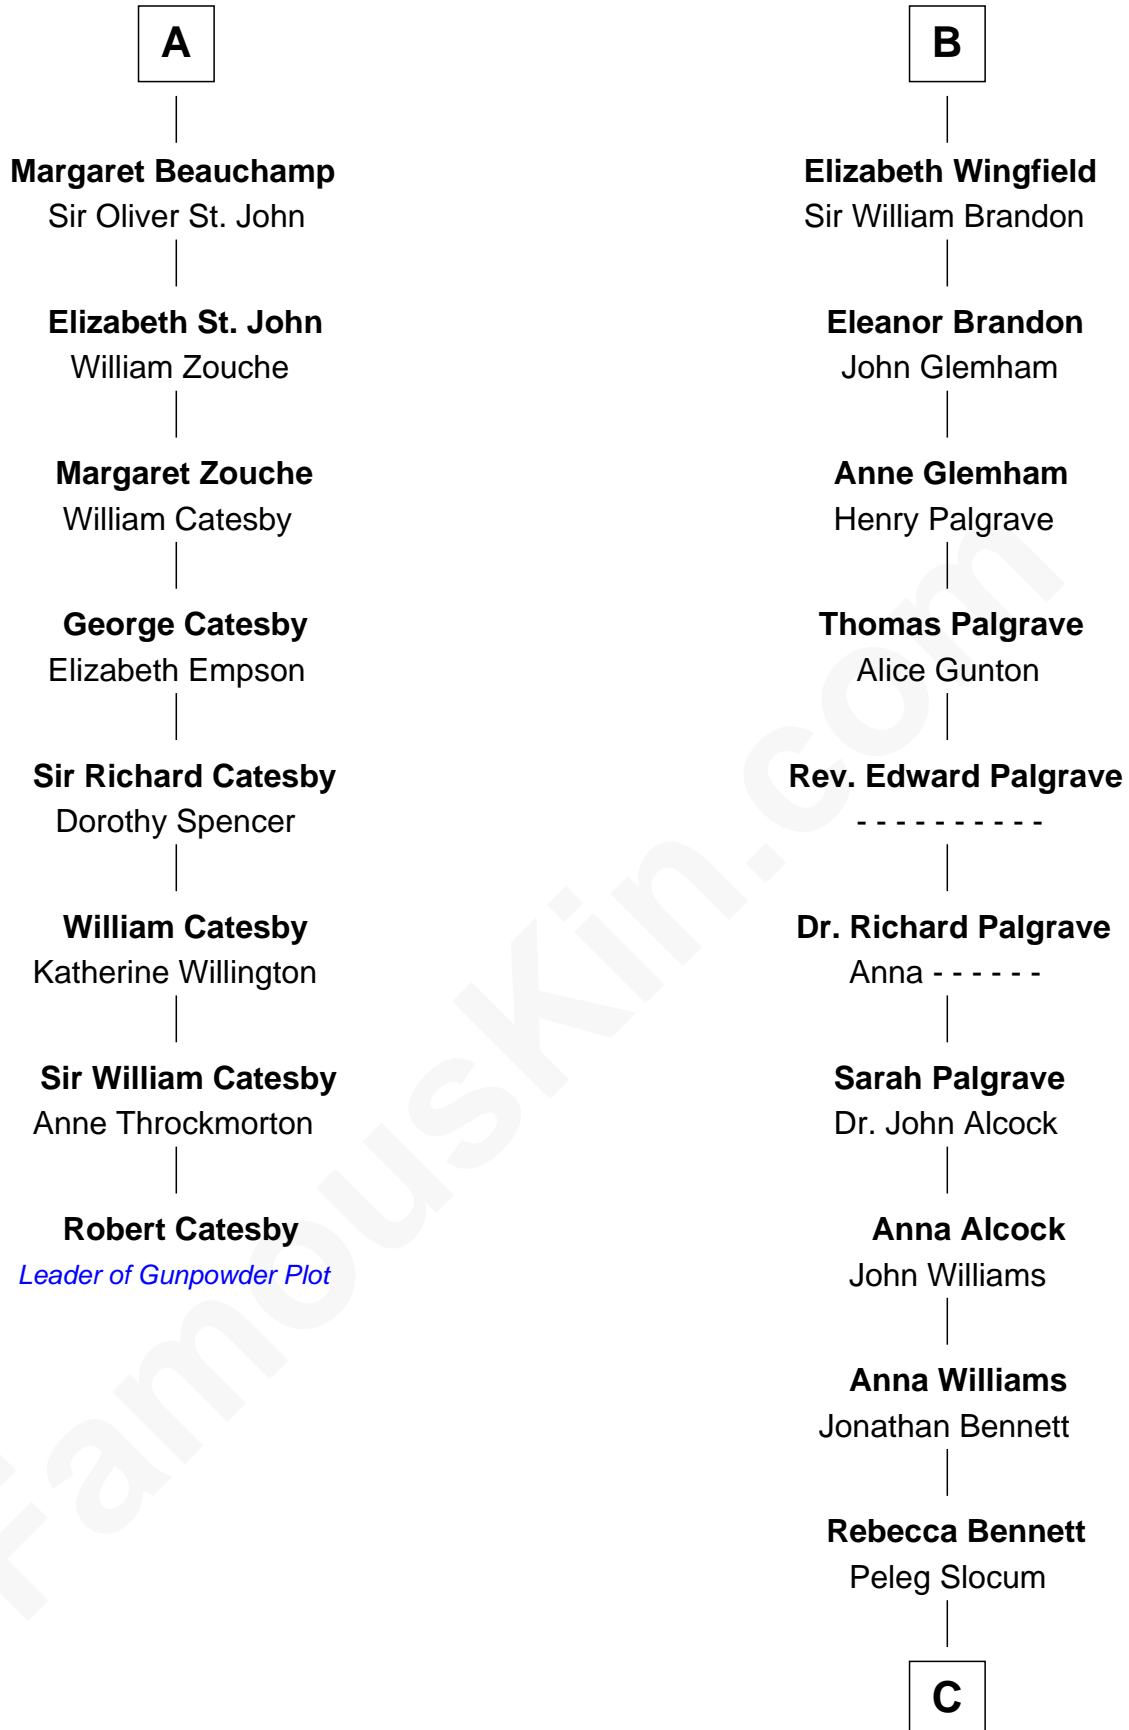 A
Margaret Beauchamp
Sir Oliver St. John
Elizabeth St. John
William Zouche
Margaret Zouche
William Catesby
George Catesby
Elizabeth Empson
Sir Richard Catesby
Dorothy Spencer
William Catesby
Katherine Willington
Sir William Catesby
Anne Throckmorton
Robert Catesby
Leader of Gunpowder Plot
B
Elizabeth Wingfield
Sir William Brandon
Eleanor Brandon
John Glemham
Anne Glemham
Henry Palgrave
Thomas Palgrave
Alice Gunton
Rev. Edward Palgrave
- - - - - - - - - -
Dr. Richard Palgrave
Anna - - - - - -
Sarah Palgrave
Dr. John Alcock
Anna Alcock
John Williams
Anna Williams
Jonathan Bennett
Rebecca Bennett
Peleg Slocum
C
FamousKin.com